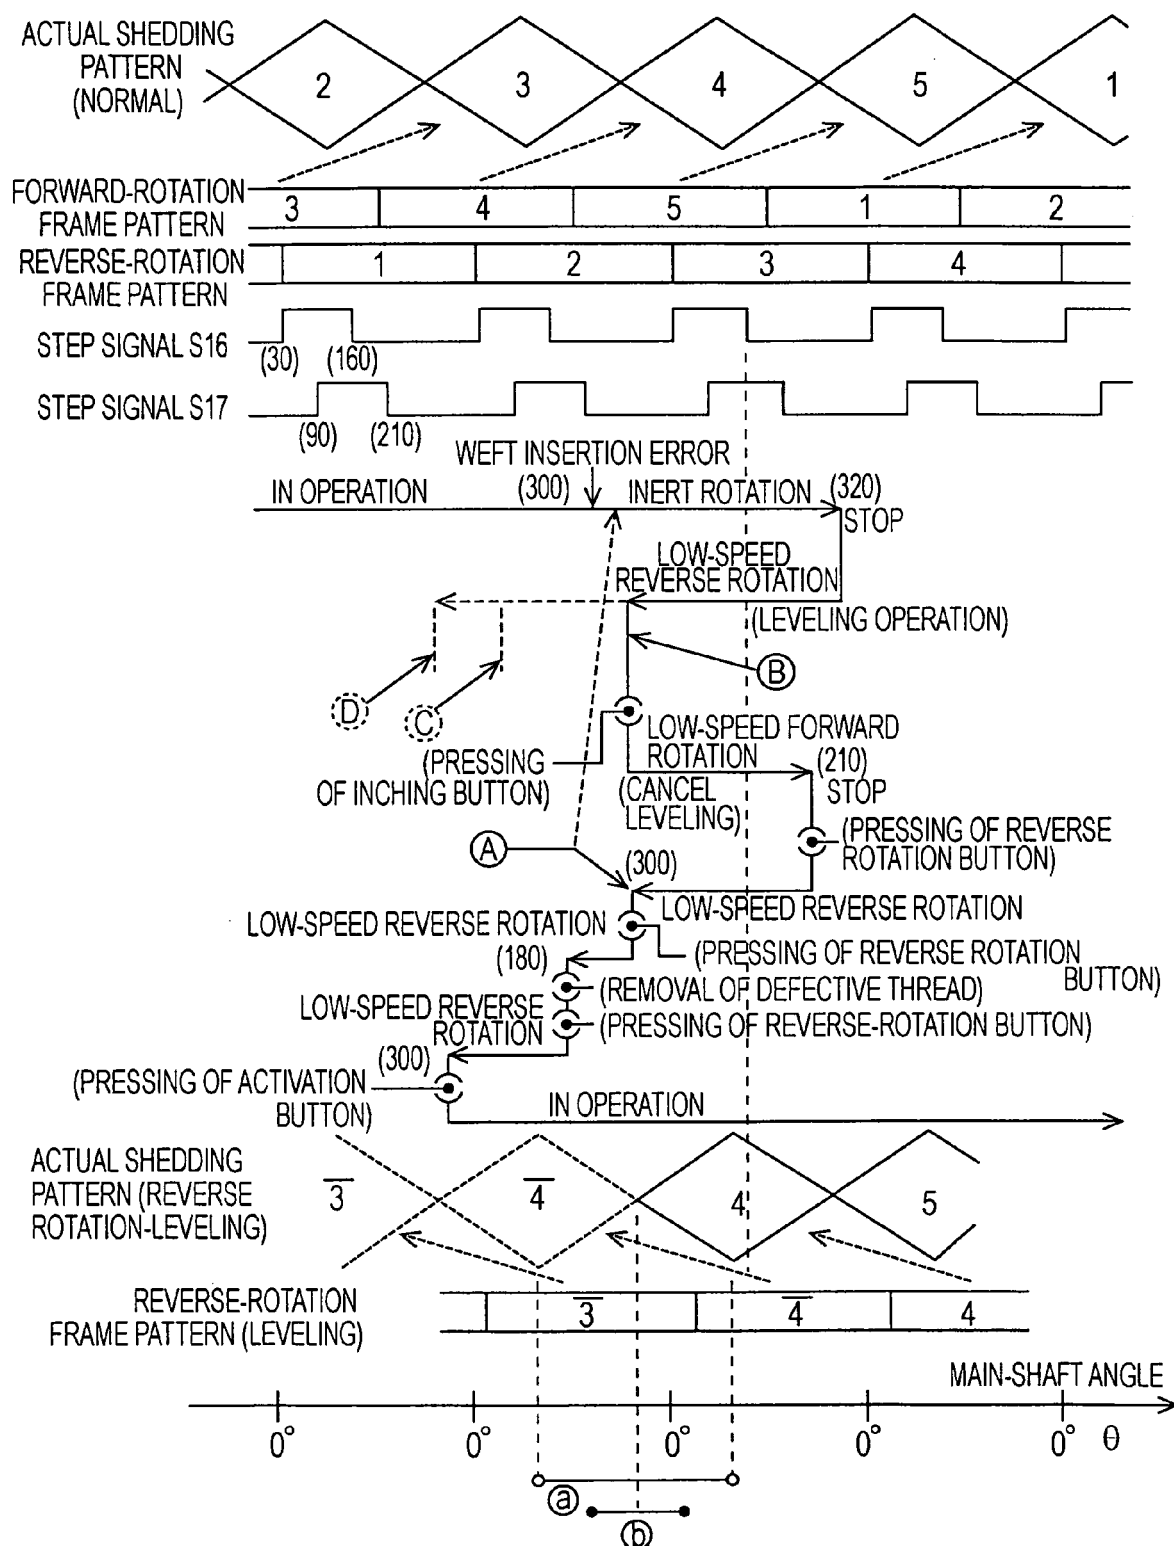 ACTUAL SHEDDING
PATTERN
(NORMAL)
2 3 4 5 1
FORWARD-ROTATION
FRAME PATTERN
3 4 5 1 2
REVERSE-ROTATION
FRAME PATTERN
1 2 3 4
STEP SIGNAL S16
(30) (160)
STEP SIGNAL S17
(90) (210)
WEFT INSERTION ERROR
IN OPERATION (300) INERT ROTATION (320)
STOP
LOW-SPEED
REVERSE ROTATION
(LEVELING OPERATION)
B
D C
LOW-SPEED FORWARD
ROTATION
(PRESSING
OF INCHING BUTTON)
(210)
STOP
(CANCEL
LEVELING)
(PRESSING OF REVERSE
ROTATION BUTTON)
A
(300)
LOW-SPEED REVERSE ROTATION
LOW-SPEED REVERSE ROTATION
(PRESSING OF REVERSE ROTATION
BUTTON)
(180)
(REMOVAL OF DEFECTIVE THREAD)
LOW-SPEED REVERSE
ROTATION
(PRESSING OF REVERSE-ROTATION BUTTON)
(300)
(PRESSING OF ACTIVATION
BUTTON)
IN OPERATION
ACTUAL SHEDDING
PATTERN (REVERSE
ROTATION-LEVELING)
3̅ 4̅ 4 5
REVERSE-ROTATION
FRAME PATTERN (LEVELING)
3̅ 4̅ 4
MAIN-SHAFT ANGLE
0° 0° 0° 0° 0° θ
a
b